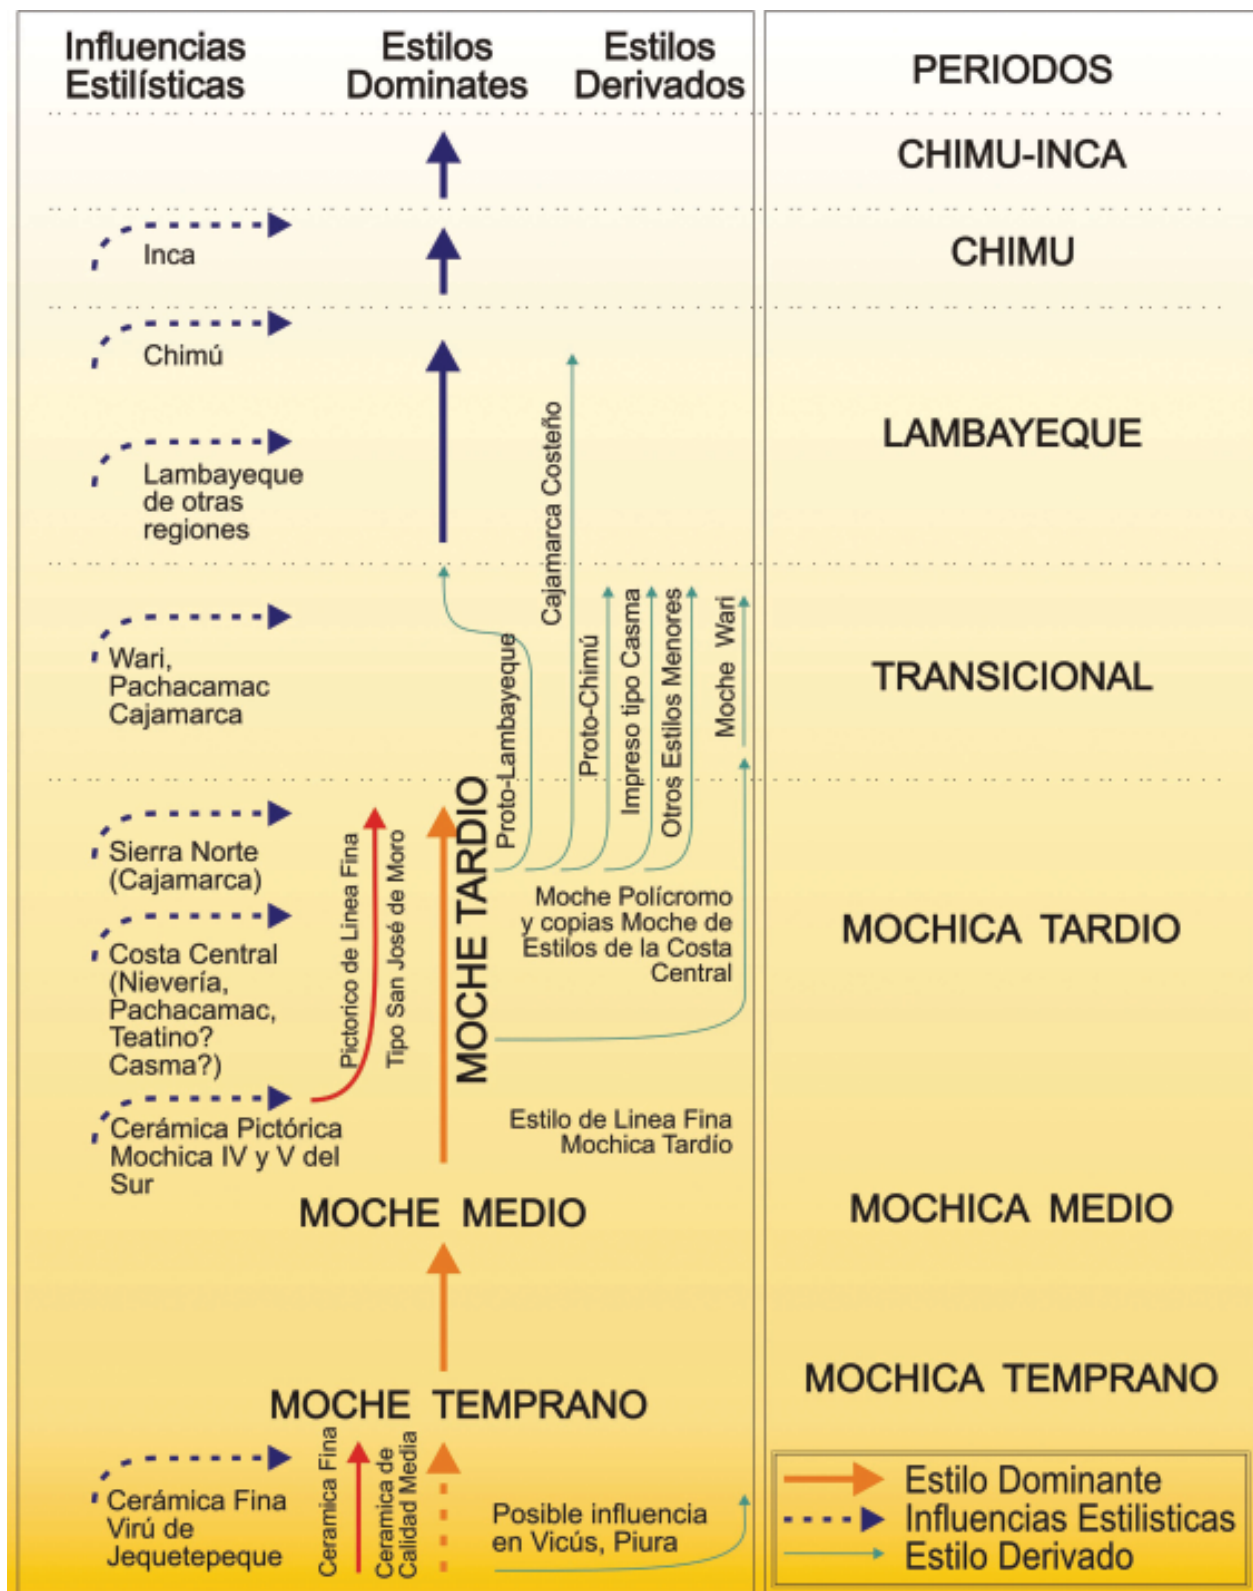 Influencias
Estilísticas
Estilos
Dominates
Estilos
Derivados
PERIODOS
CHIMU-INCA
Inca
CHIMU
Chimú
Lambayeque
de otras
regiones
Cajamarca Costeño
LAMBAYEQUE
Wari,
Pachacamac
Cajamarca
Proto-Lambayeque
Proto-Chimú
Impreso tipo Casma
Otros Estilos Menores
Moche Wari
TRANSICIONAL
Sierra Norte
(Cajamarca)
Costa Central
(Nievería,
Pachacamac,
Teatino?
Casma?)
Cerámica Pictórica
Mochica IV y V del
Sur
Pictorico de Linea Fina
Tipo San José de Moro
MOCHE TARDIO
Moche Polícromo
y copias Moche de
Estilos de la Costa
Central
Estilo de Linea Fina
Mochica Tardío
MOCHICA TARDIO
MOCHE MEDIO
MOCHICA MEDIO
MOCHE TEMPRANO
MOCHICA TEMPRANO
Cerámica Fina
Virú de
Jequetepeque
Ceramica Fina
Ceramica de
Calidad Media
Posible influencia
en Vicús, Piura
Estilo Dominante
Influencias Estilisticas
Estilo Derivado